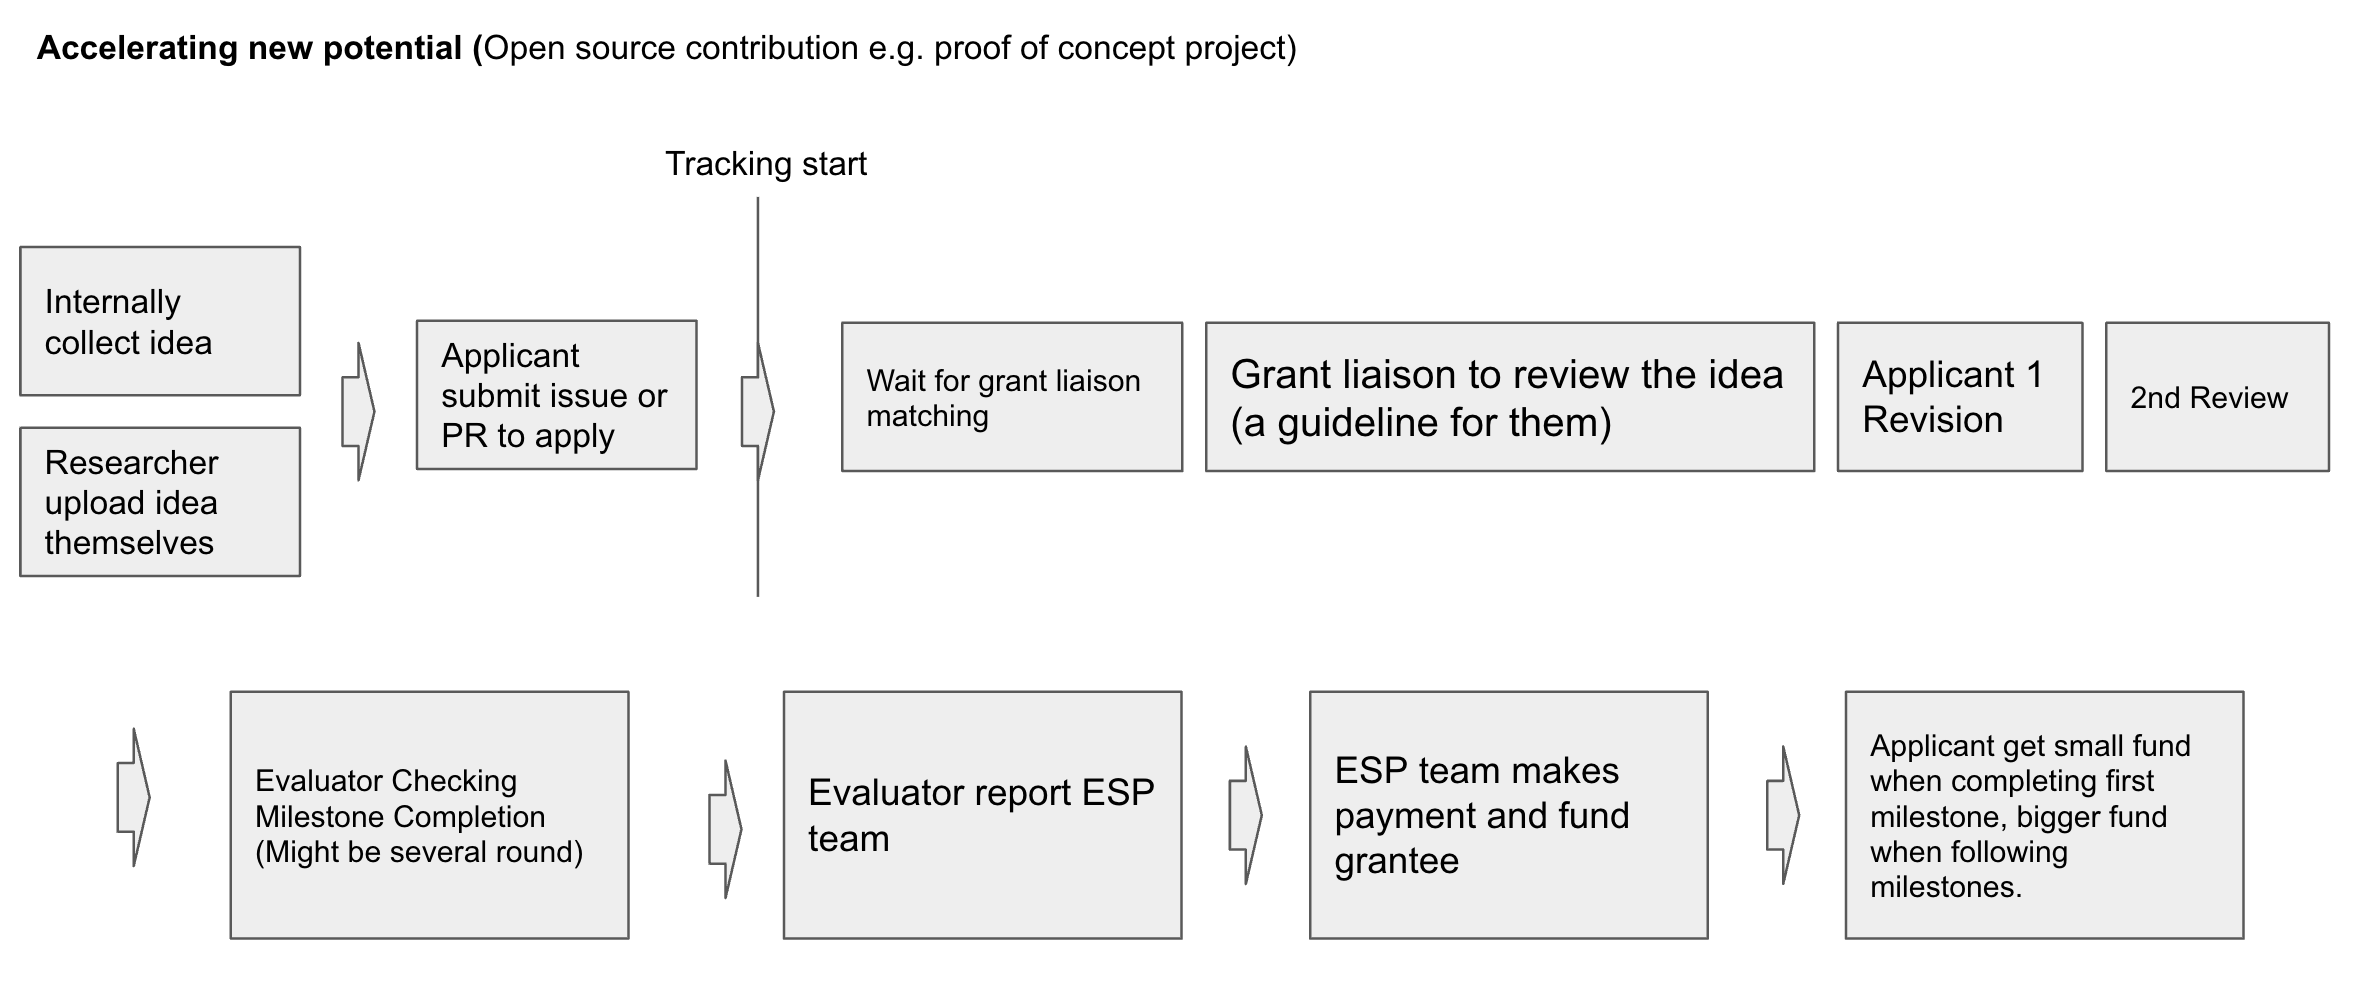 Accelerating new potential (Open source contribution e.g. proof of concept project)
Tracking start
Internally
collect idea
Researcher
upload idea
themselves
Applicant
submit issue or
PR to apply
Wait for grant liaison
matching
Grant liaison to review the idea
(a guideline for them)
Applicant 1
Revision
2nd Review
Evaluator Checking
Milestone Completion
(Might be several round)
Evaluator report ESP
team
ESP team makes
payment and fund
grantee
Applicant get small fund
when completing first
milestone, bigger fund
when following
milestones.